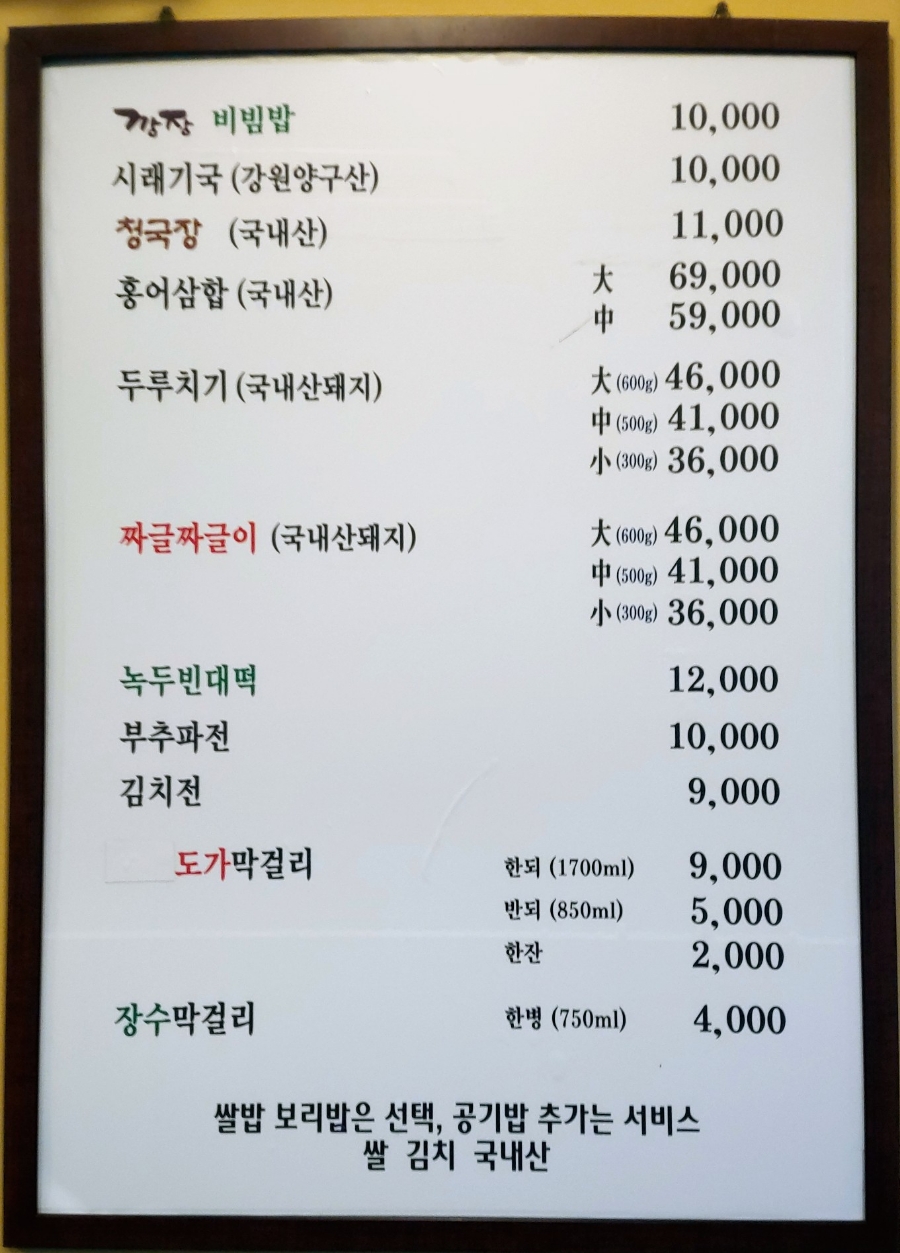 깡장 비빔밥 10,000
시래기국 (강원양구산) 10,000
청국장 (국내산) 11,000
홍어삼합 (국내산) 大 69,000
中 59,000
두루치기 (국내산돼지) 大 (600g) 46,000
中 (500g) 41,000
小 (300g) 36,000
짜글짜글이 (국내산돼지) 大 (600g) 46,000
中 (500g) 41,000
小 (300g) 36,000
녹두빈대떡 12,000
부추파전 10,000
김치전 9,000
도가막걸리 한되 (1700ml) 9,000
반되 (850ml) 5,000
한잔 2,000
장수막걸리 한병 (750ml) 4,000
쌀밥 보리밥은 선택, 공기밥 추가는 서비스
쌀 김치 국내산